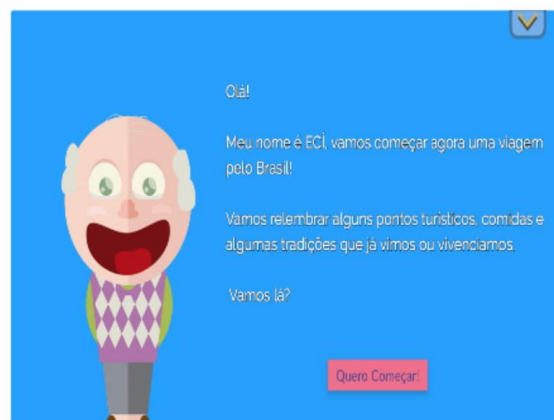 Olá!
Meu nome é ECI, vamos começar agora uma viagem
pelo Brasil!
Vamos relembrar alguns pontos turísticos, comidas e
algumas tradições que já vimos ou vivenciamos.
Vamos lá?
Quero Começar!